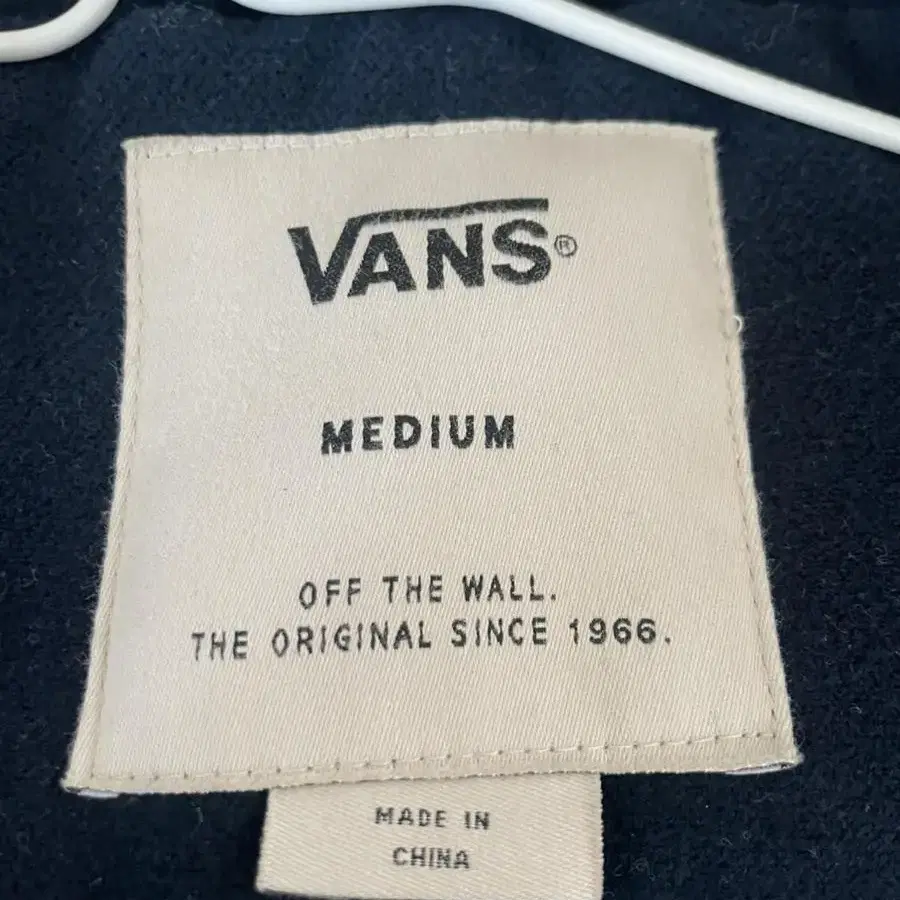 VANS®
MEDIUM
OFF THE WALL.
THE ORIGINAL SINCE 1966.
MADE IN
CHINA